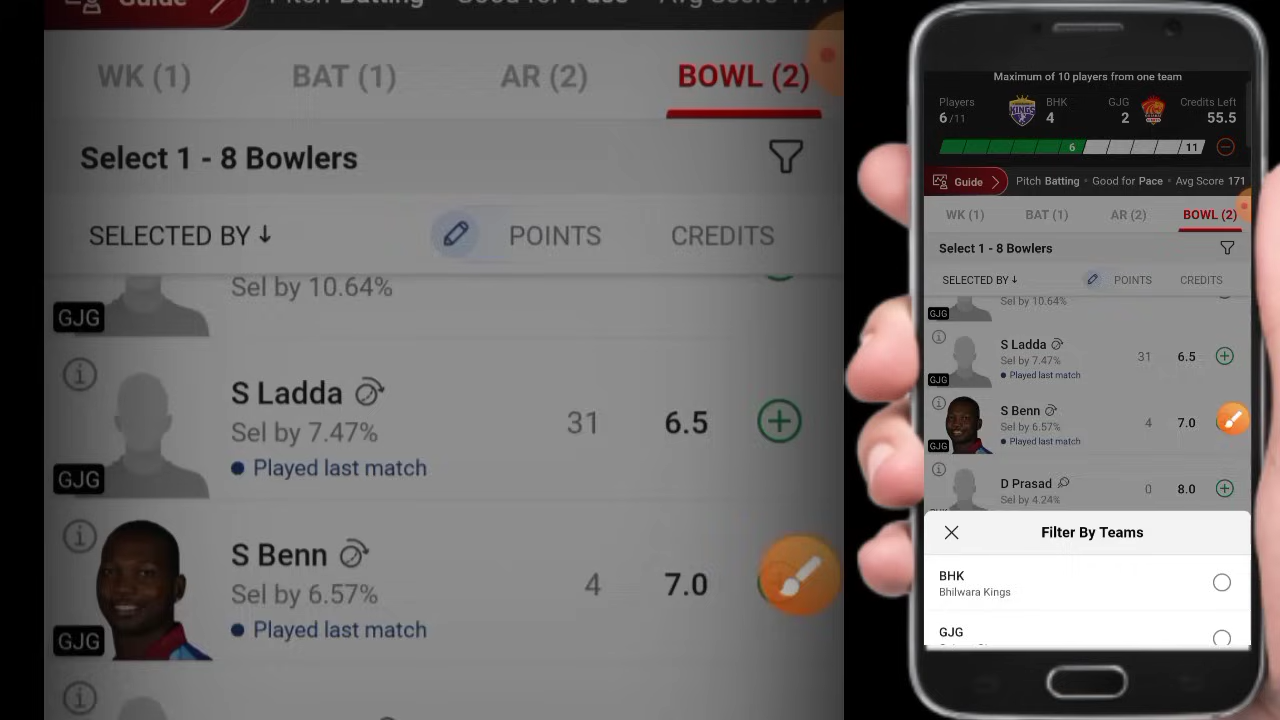 Guide
Pitch Batting
Good for Pace
WK (1)
BAT (1)
AR (2)
BOWL (2)
Select 1 - 8 Bowlers
SELECTED BY ↓
POINTS
CREDITS
Sel by 10.64%
GJG
S Ladda
Sel by 7.47%
31
6.5
Played last match
GJG
S Benn
Sel by 6.57%
4
7.0
Played last match
GJG
Maximum of 10 players from one team
Players
6/11
KINGS
BHK
4
GJG
2
Credits Left
55.5
6
11
Guide
Pitch Batting • Good for Pace • Avg Score 171
WK (1)
BAT (1)
AR (2)
BOWL (2)
Select 1 - 8 Bowlers
SELECTED BY ↓
POINTS
CREDITS
Sel by 10.64%
GJG
S Ladda
Sel by 7.47%
31
6.5
Played last match
GJG
S Benn
Sel by 6.57%
4
7.0
Played last match
GJG
D Prasad
Sel by 4.24%
0
8.0
Filter By Teams
BHK
Bhilwara Kings
GJG